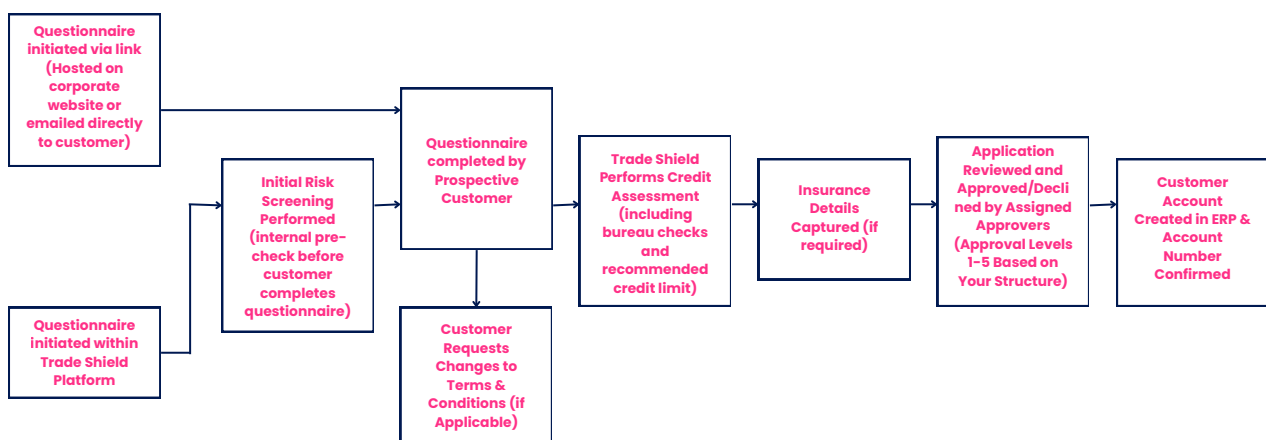 Questionnaire
initiated via link
(Hosted on
corporate
website or
emailed directly
to customer)
Questionnaire
initiated within
Trade Shield
Platform
Initial Risk
Screening
Performed
(internal pre-
check before
customer
completes
questionnaire)
Questionnaire
completed by
Prospective
Customer
Customer
Requests
Changes to
Terms &
Conditions (if
Applicable)
Trade Shield
Performs Credit
Assessment
(including
bureau checks
and
recommended
credit limit)
Insurance
Details
Captured (if
required)
Application
Reviewed and
Approved/Decli
ned by Assigned
Approvers
(Approval Levels
1-5 Based on
Your Structure)
Customer
Account
Created in ERP &
Account
Number
Confirmed